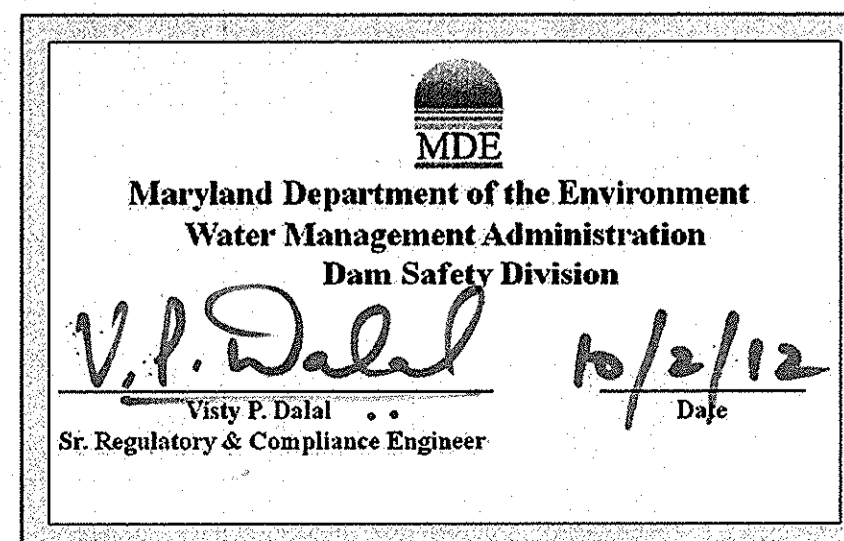 MDE
Maryland Department of the Environment
Water Management Administration
Dam Safety Division
V. P. Dalal 10/2/12
Visty P. Dalal Date
Sr. Regulatory & Compliance Engineer